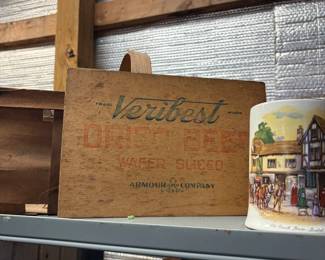 TRADE Veribest MARK
DRIED BEEF
WAFER SLICED
ARMOUR AND COMPANY